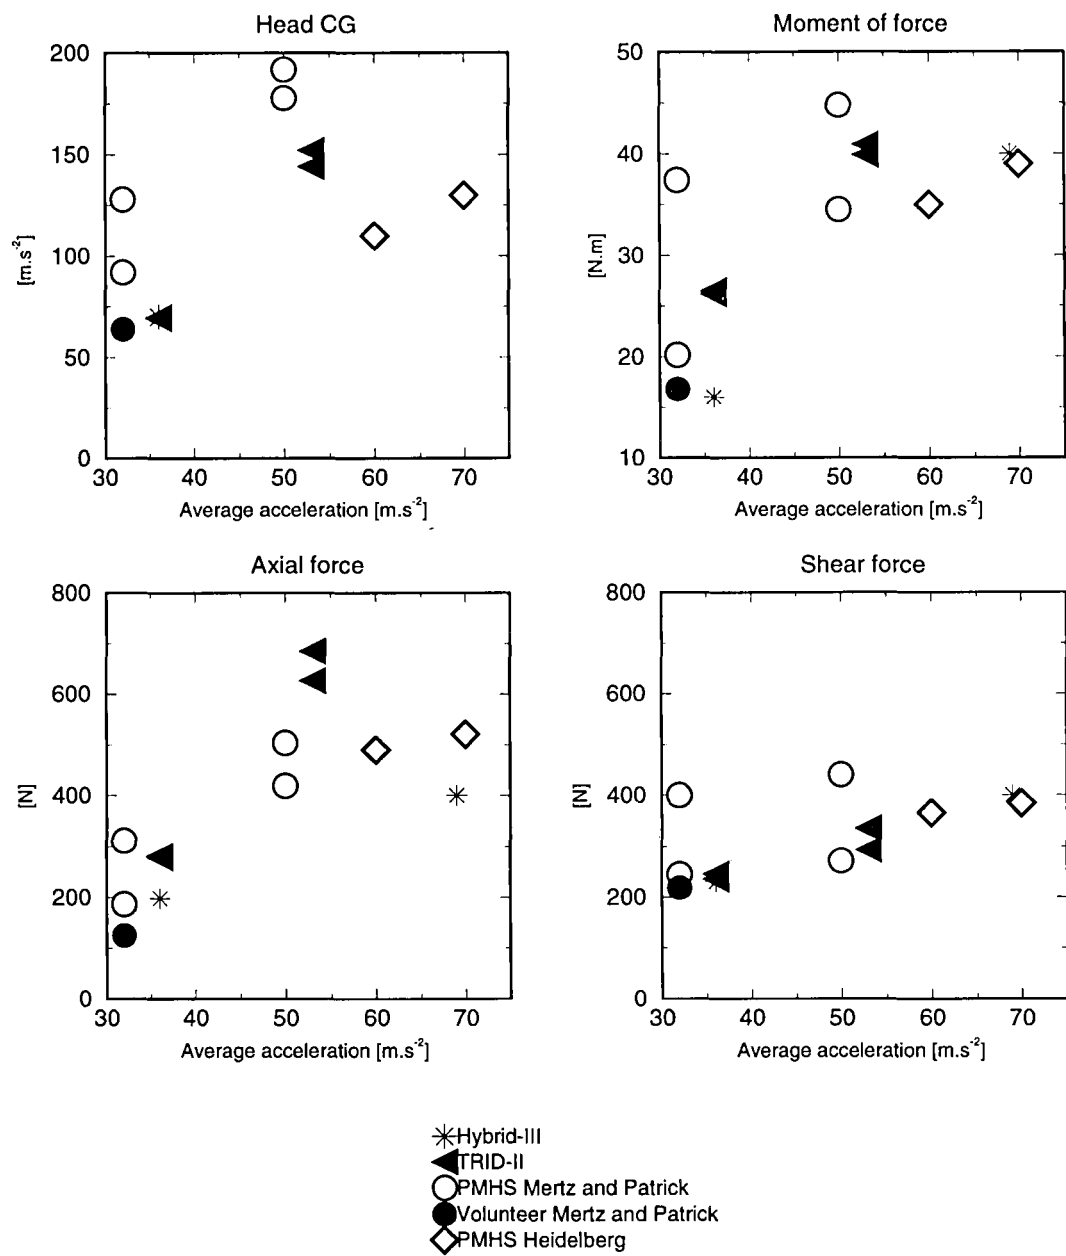 Head CG
200
150
100
50
0
[m.s⁻²]
30 40 50 60 70
Average acceleration [m.s⁻²]
Moment of force
50
40
30
20
10
[N.m]
30 40 50 60 70
Average acceleration [m.s⁻²]
Axial force
800
600
400
200
0
[N]
30 40 50 60 70
Average acceleration [m.s⁻²]
Shear force
800
600
400
200
0
[N]
30 40 50 60 70
Average acceleration [m.s⁻²]
Hybrid-III
TRID-II
PMHS Mertz and Patrick
Volunteer Mertz and Patrick
PMHS Heidelberg